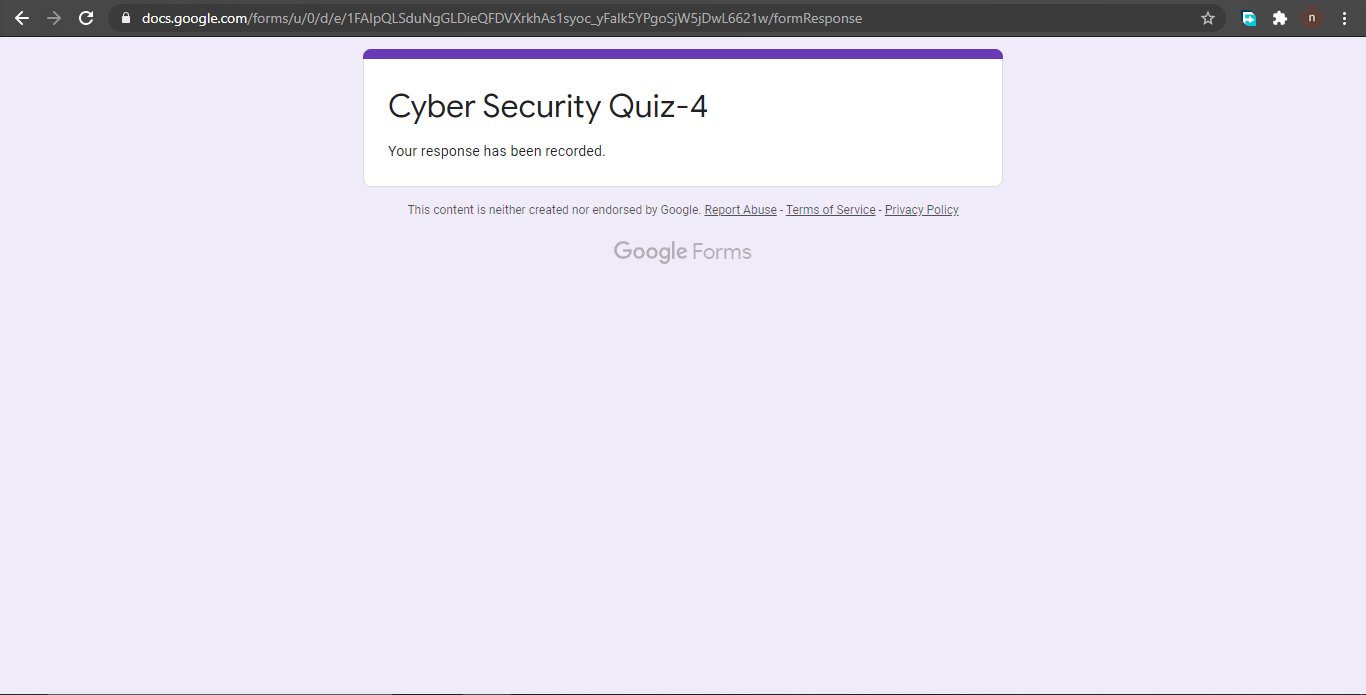 docs.google.com/forms/u/0/d/e/1FAIpQLSduNgGLDieQFDVXrkhAs1syoc_yFalk5YPgoSjW5jDwL6621w/formResponse
n
Cyber Security Quiz-4
Your response has been recorded.
This content is neither created nor endorsed by Google. Report Abuse - Terms of Service - Privacy Policy
Google Forms